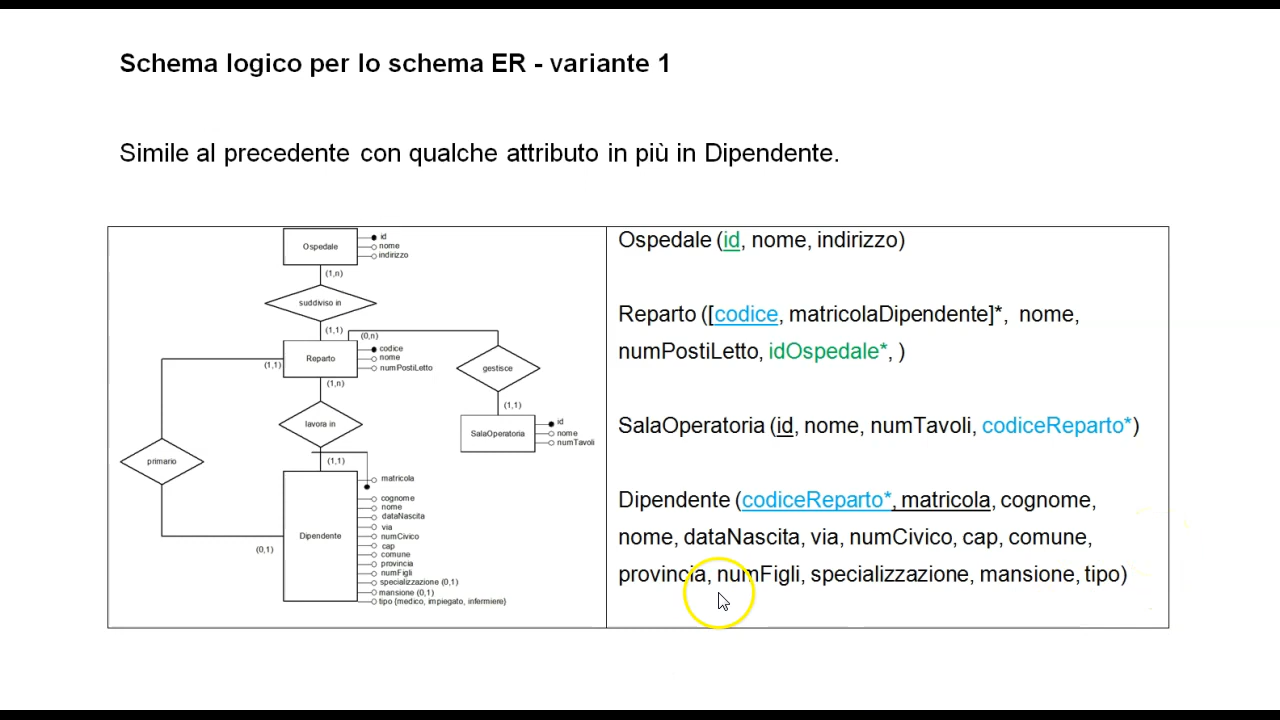 Schema logico per lo schema ER - variante 1
Simile al precedente con qualche attributo in più in Dipendente.
Ospedale
id
nome
indirizzo
(1,n)
suddiviso in
(1,1)
(0,n)
Reparto
codice
nome
numPostiLetto
(1,1)
(1,n)
gestisce
(1,1)
lavora in
SalaOperatoria
id
nome
numTavoli
primario
(1,1)
matricola
Dipendente
cognome
nome
dataNascita
via
numCivico
cap
comune
provincia
numFigli
specializzazione (0,1)
mansione (0,1)
tipo {medico, impiegato, infermiere}
(0,1)
Ospedale (id, nome, indirizzo)
Reparto ([codice, matricolaDipendente]*, nome,
numPostiLetto, idOspedale*, )
SalaOperatoria (id, nome, numTavoli, codiceReparto*)
Dipendente (codiceReparto*, matricola, cognome,
nome, dataNascita, via, numCivico, cap, comune,
provincia, numFigli, specializzazione, mansione, tipo)